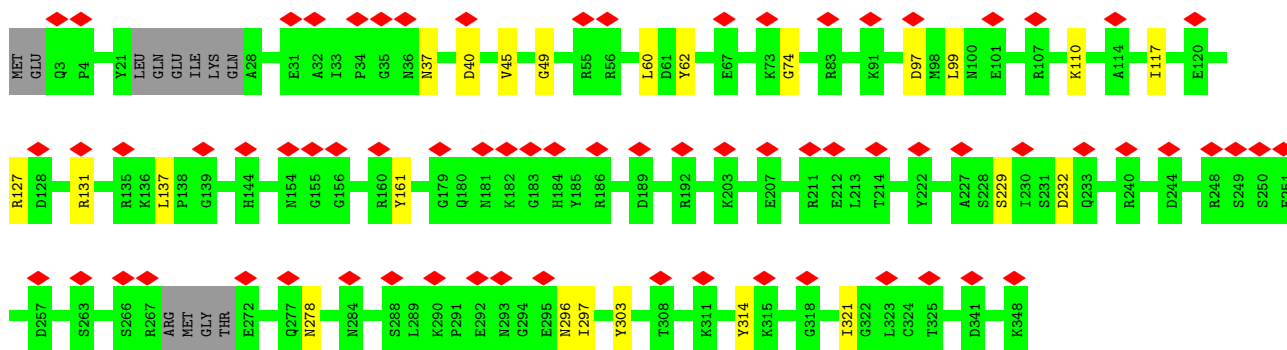 MET GLU Q3 P4 Y21 LEU GLN GLU ILE LYS GLN A28 E31 A32 I33 P34 G35 N36 N37 D40 V45 G49 R55 R56 L60 D61 Y62 E67 K73 G74 R83 K91 D97 M98 L99 N100 E101 R107 K110 A114 I117 E120
R127 D128 R131 R135 K136 L137 P138 G139 H144 N154 G155 G156 R160 Y161 G179 Q180 N181 K182 G183 H184 Y185 R186 D189 R192 K203 E207 R211 E212 L213 T214 Y222 A227 S228 S229 I230 S231 D232 Q233 R240 D244 R248 S249 S250 E251
D257 S263 S266 R267 ARG MET GLY THR E272 Q277 N278 N284 S288 L289 K290 P291 E292 N293 G294 E295 N296 I297 Y303 T308 K311 Y314 K315 G318 I321 G322 L323 C324 T325 D341 K348